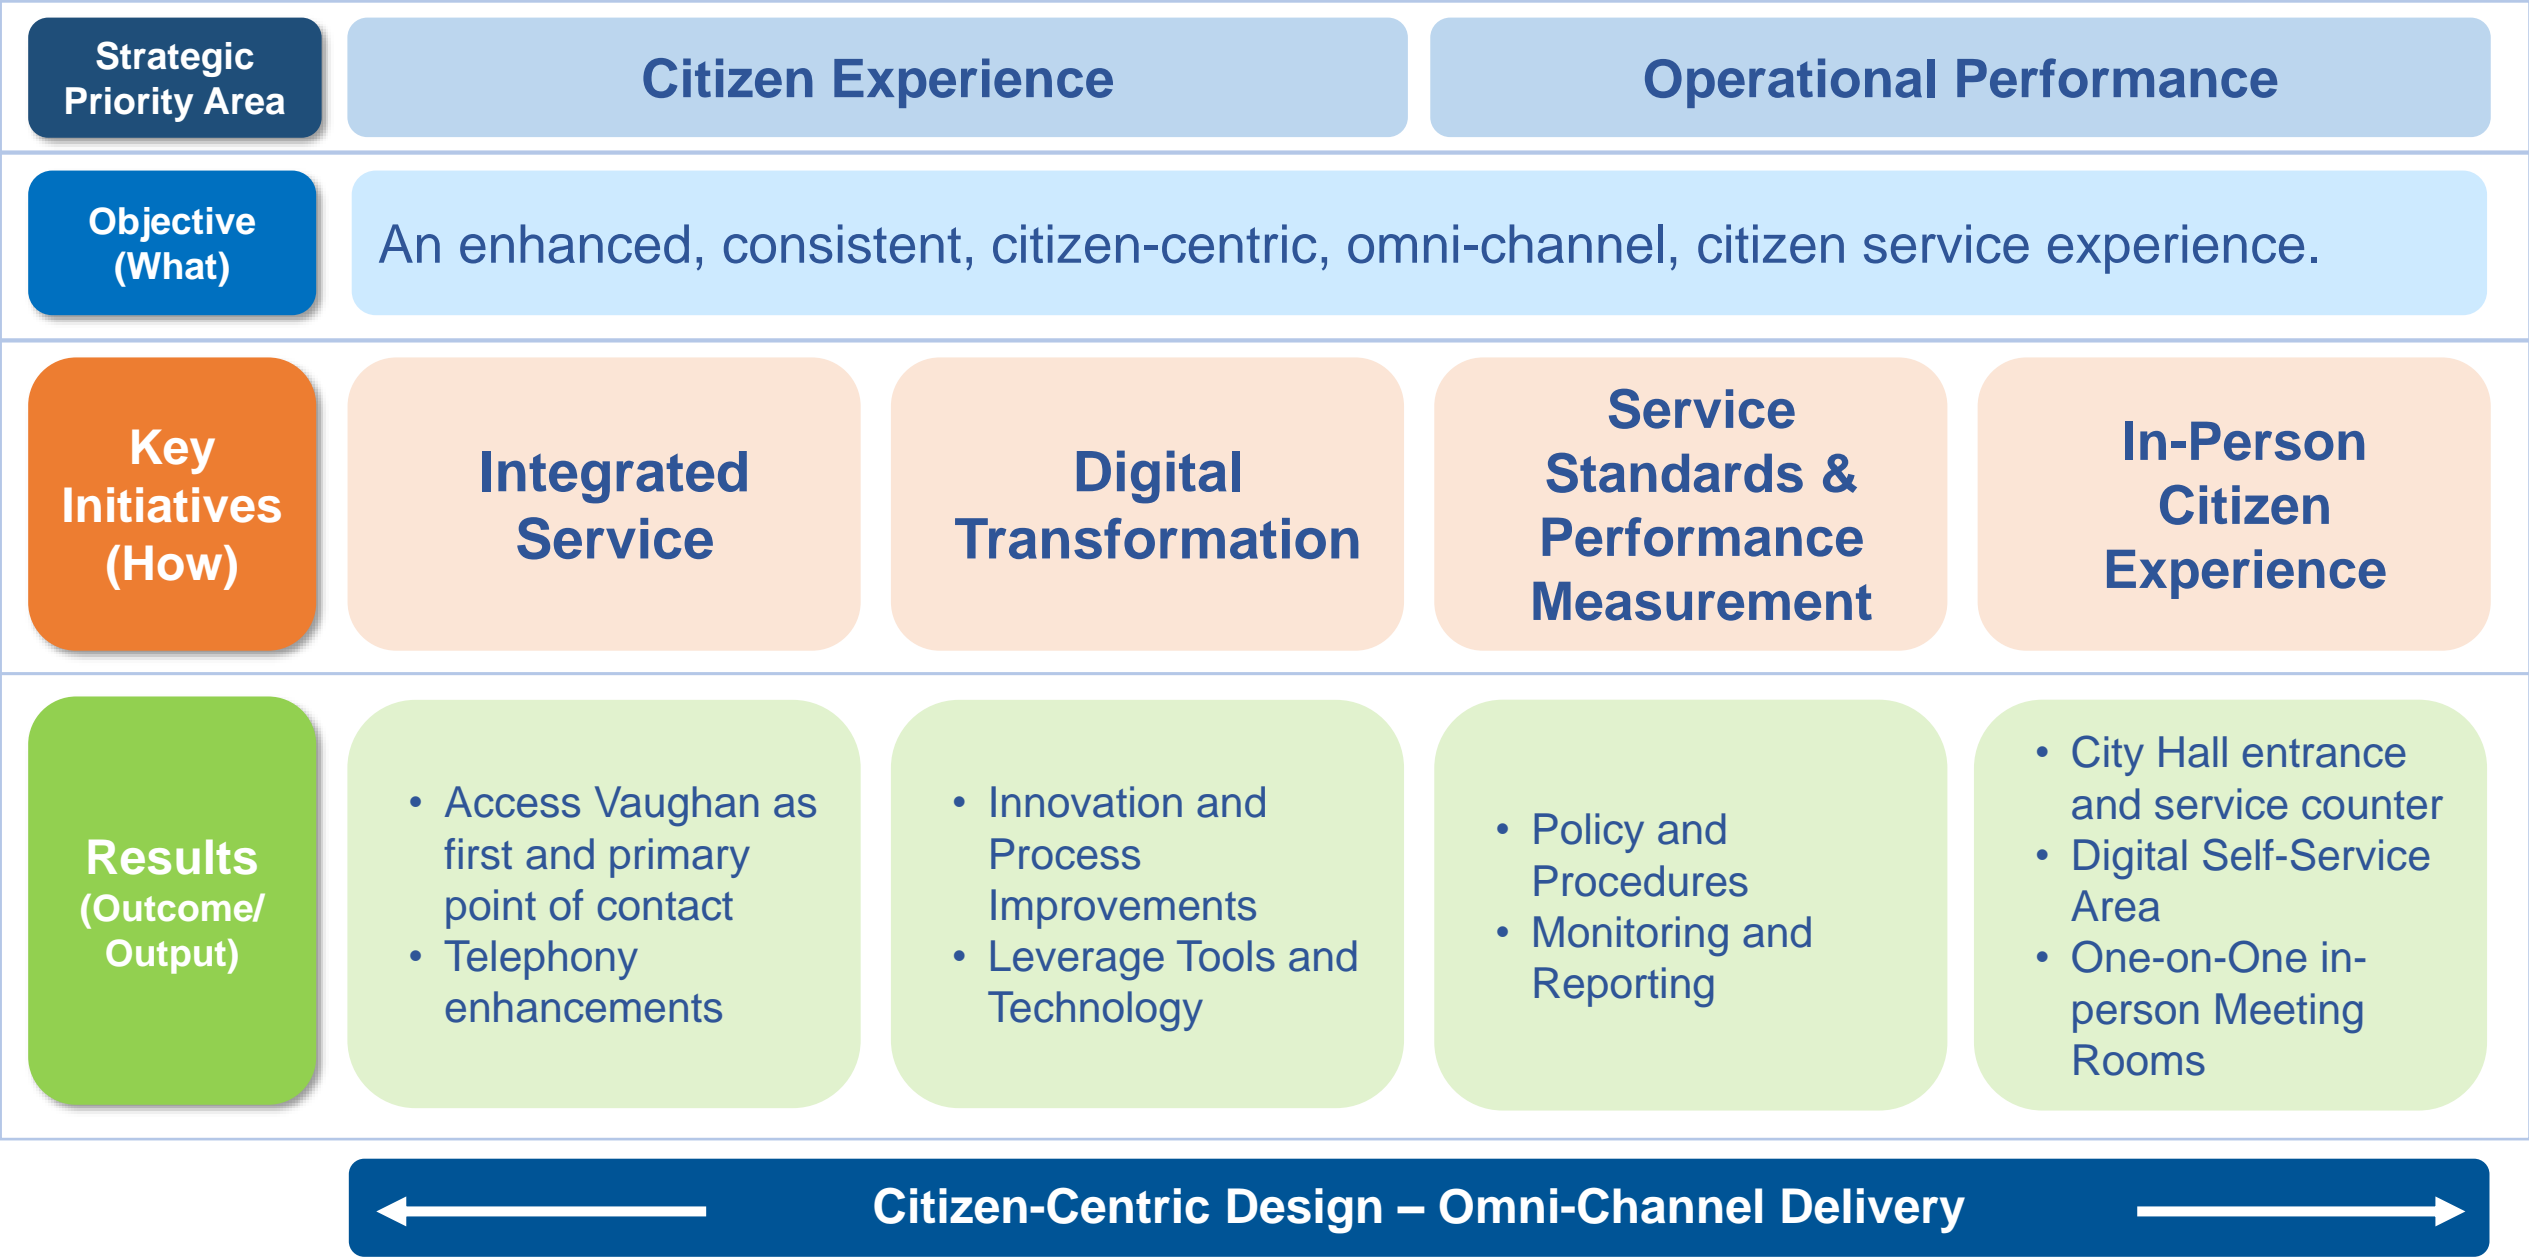 Strategic
Priority Area
Citizen Experience
Operational Performance
Objective
(What)
An enhanced, consistent, citizen-centric, omni-channel, citizen service experience.
Key
Initiatives
(How)
Integrated
Service
Digital
Transformation
Service
Standards &
Performance
Measurement
In-Person
Citizen
Experience
Results
(Outcome/
Output)
• Access Vaughan as
first and primary
point of contact
• Telephony
enhancements
• Innovation and
Process
Improvements
• Leverage Tools and
Technology
• Policy and
Procedures
• Monitoring and
Reporting
• City Hall entrance
and service counter
• Digital Self-Service
Area
• One-on-One in-
person Meeting
Rooms
Citizen-Centric Design – Omni-Channel Delivery